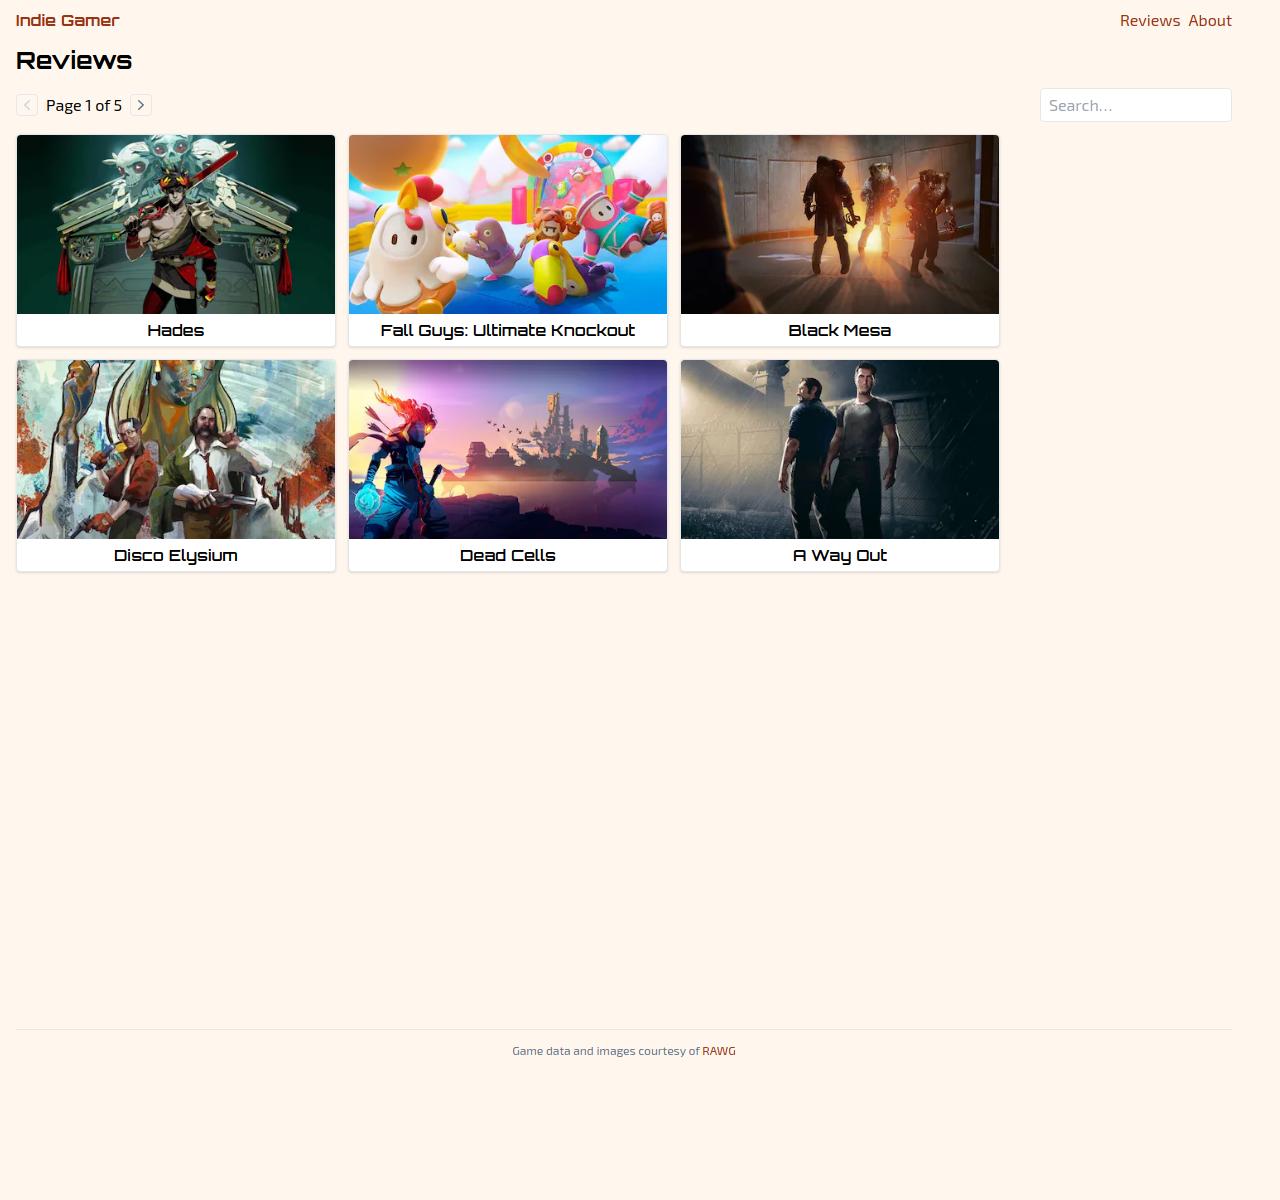 Indie Gamer
Reviews About
Reviews
Page 1 of 5
Search...
Hades
Fall Guys: Ultimate Knockout
Black Mesa
Disco Elysium
Dead Cells
A Way Out
Game data and images courtesy of RAWG